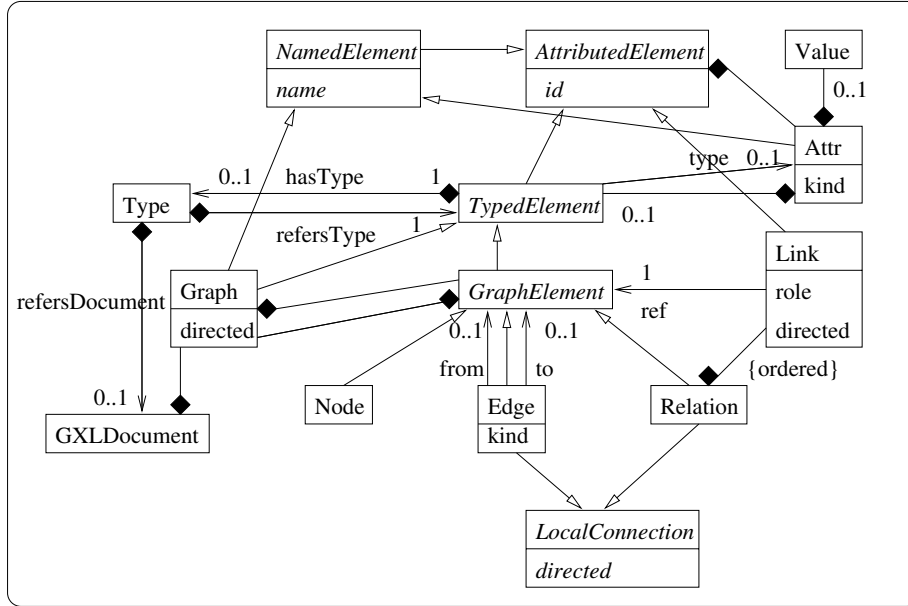 NamedElement
AttributedElement
Value
name
id
0..1
Attr
type
0..1
kind
0..1
hasType
1
Type
TypedElement
0..1
refersType
1
Link
Graph
GraphElement
1
role
refersDocument
directed
ref
directed
0..1
0..1
from
to
{ordered}
0..1
Node
Edge
Relation
GXLDocument
kind
LocalConnection
directed